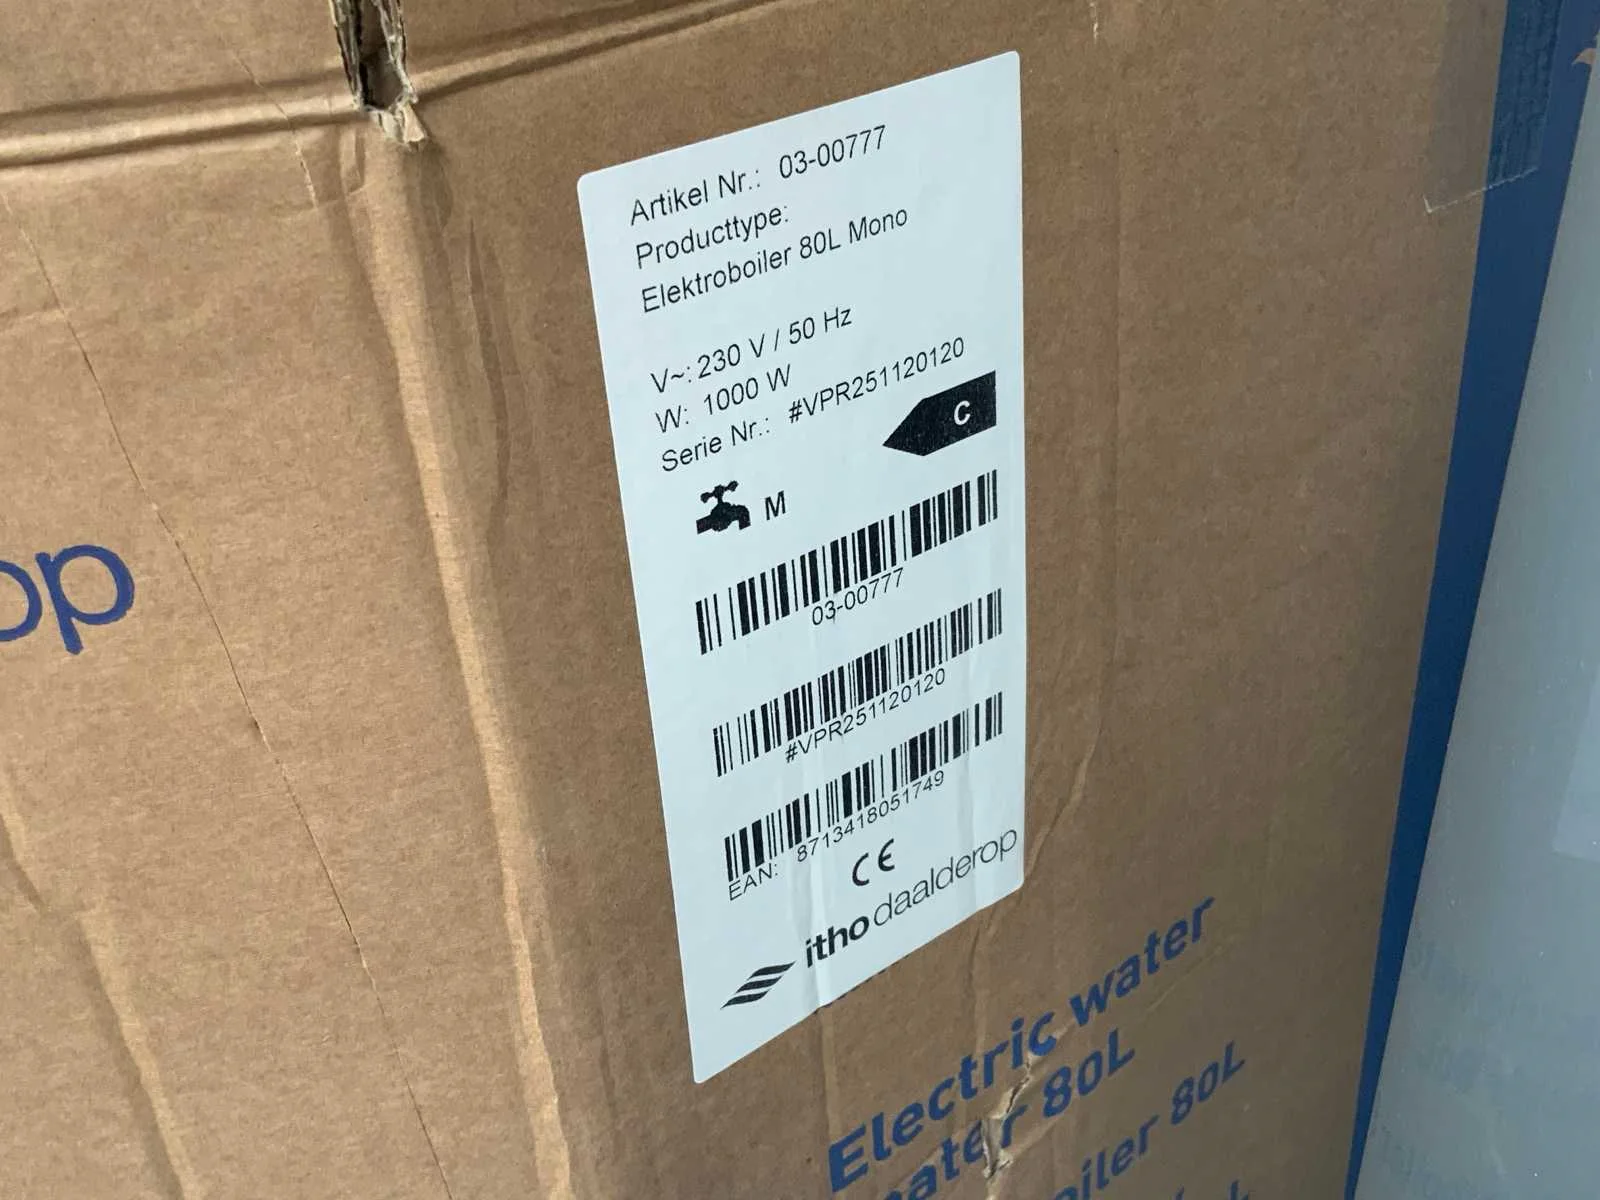 Artikel Nr.: 03-00777
Producttype:
Elektroboiler 80L Mono
V~: 230 V / 50 Hz
W: 1000 W
Serie Nr.: #VPR251120120
C
M
03-00777
#VPR251120120
EAN: 8713418051749
CE
itho daalderop
op
Electric water
ater 80L
oiler 80L